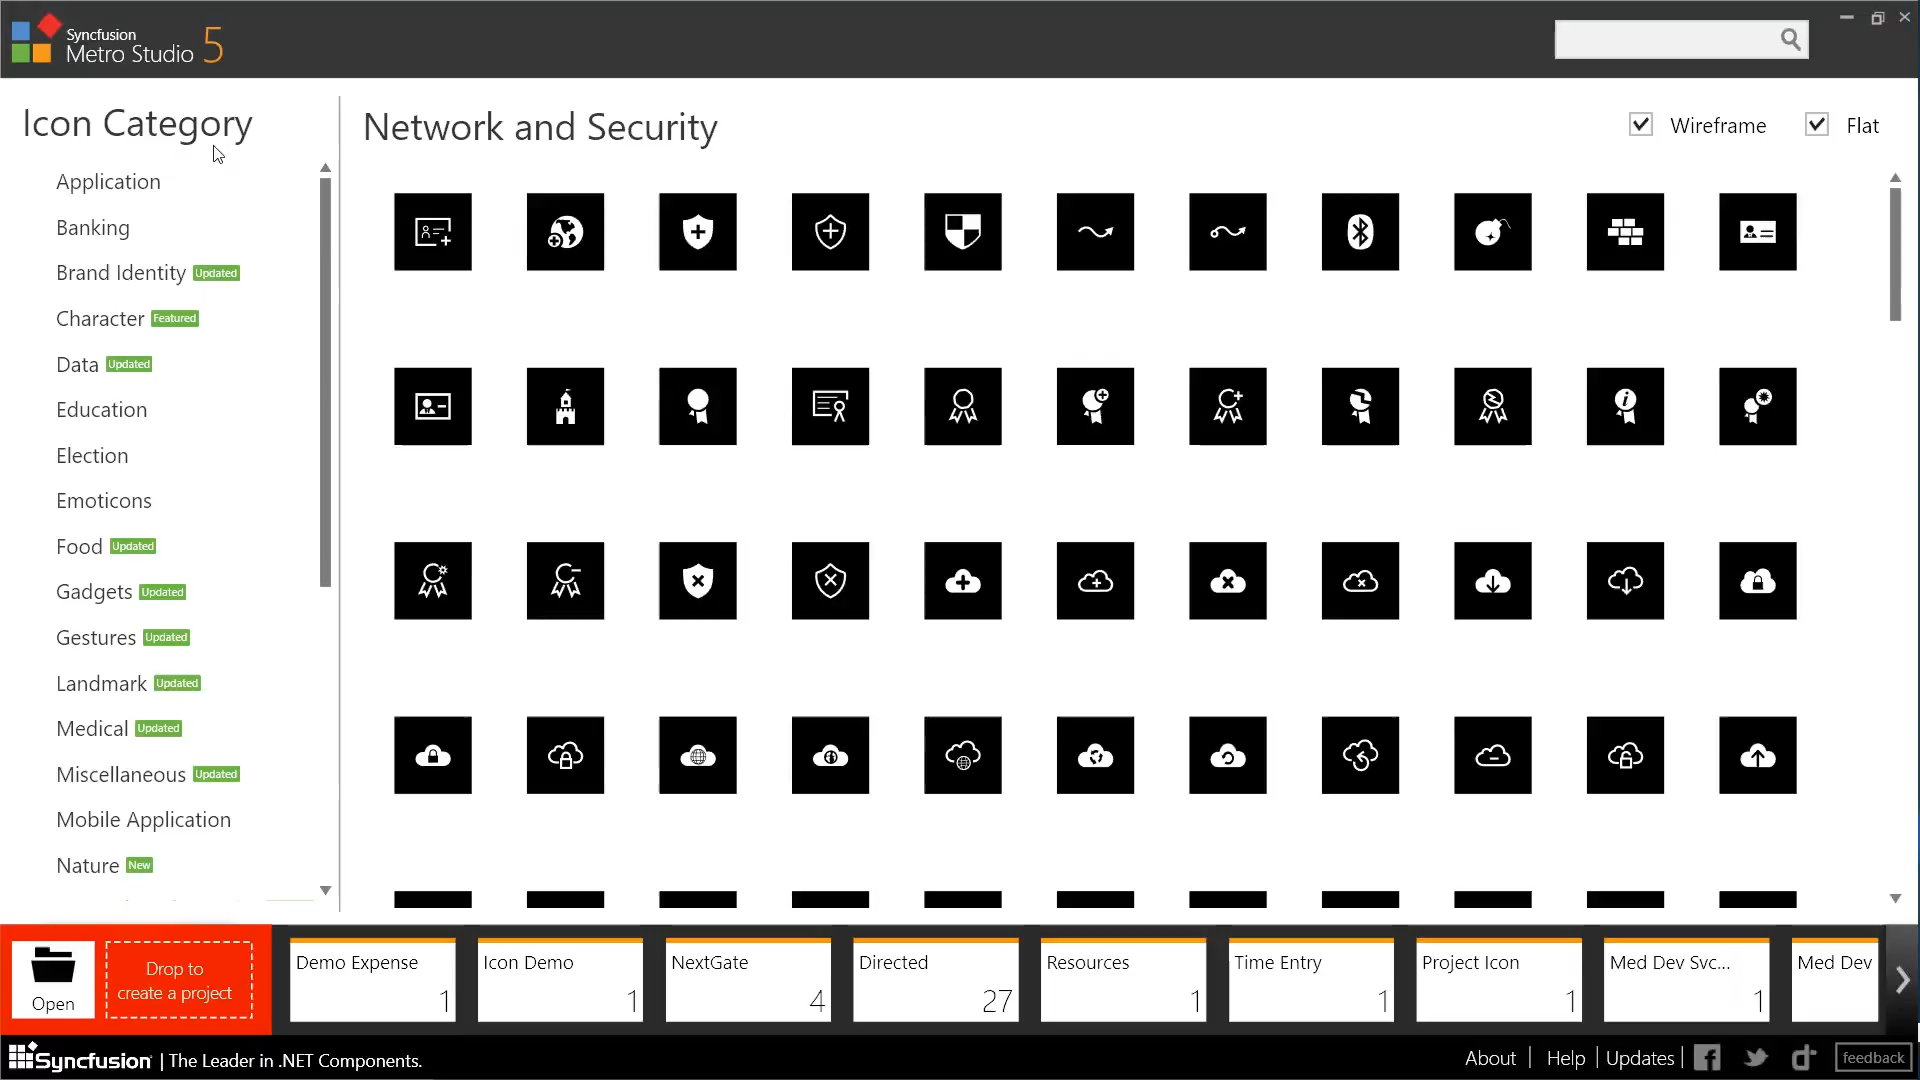 Syncfusion
Metro Studio 5
Icon Category
Application
Banking
Brand Identity Updated
Character Featured
Data Updated
Education
Election
Emoticons
Food Updated
Gadgets Updated
Gestures Updated
Landmark Updated
Medical Updated
Miscellaneous Updated
Mobile Application
Nature New
Network and Security
Wireframe
Flat
Open
Drop to
create a project
Demo Expense
1
Icon Demo
1
NextGate
4
Directed
27
Resources
1
Time Entry
1
Project Icon
1
Med Dev Svc...
1
Med Dev
Syncfusion | The Leader in .NET Components.
About | Help | Updates |
feedback